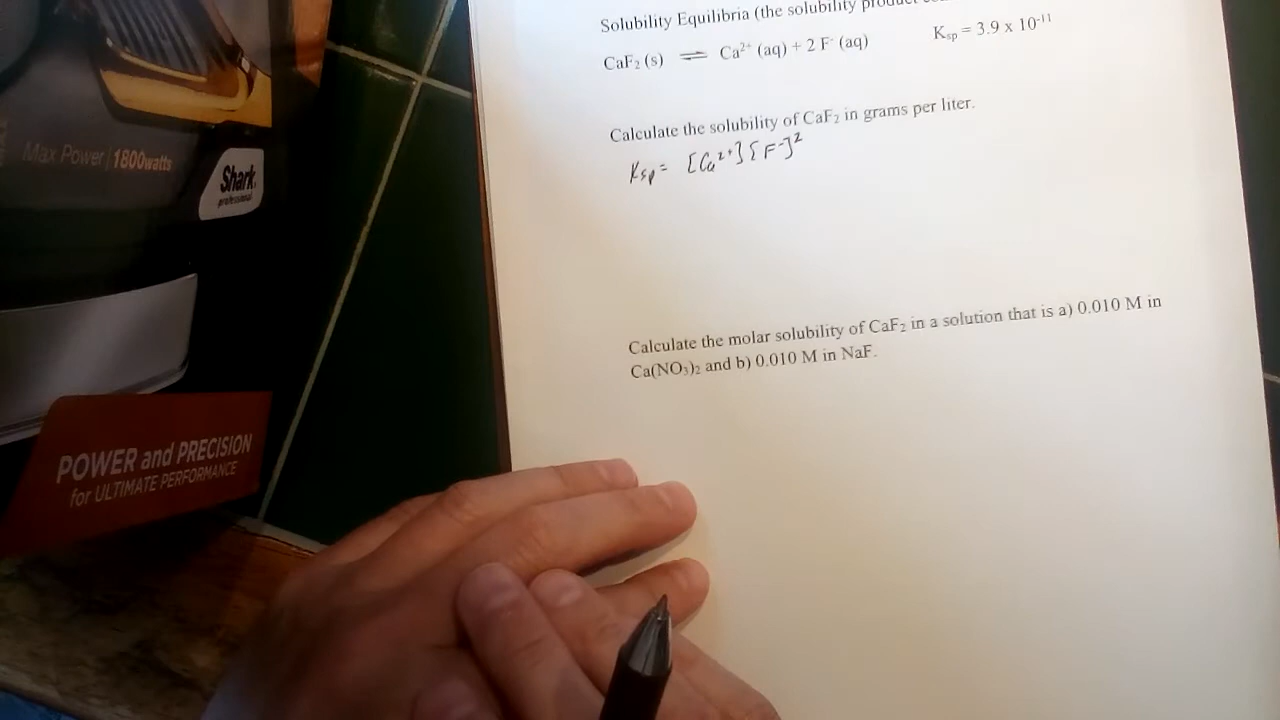 Solubility Equilibria (the solubility product
CaF₂ (s) ⇌ Ca²⁺ (aq) + 2 F⁻ (aq) Ksp = 3.9 x 10⁻¹¹
Calculate the solubility of CaF₂ in grams per liter.
Ksp = [Ca²⁺][F⁻]²
Calculate the molar solubility of CaF₂ in a solution that is a) 0.010 M in
Ca(NO₃)₂ and b) 0.010 M in NaF.
Max Power | 1800watts
Shark
professional
POWER and PRECISION
for ULTIMATE PERFORMANCE